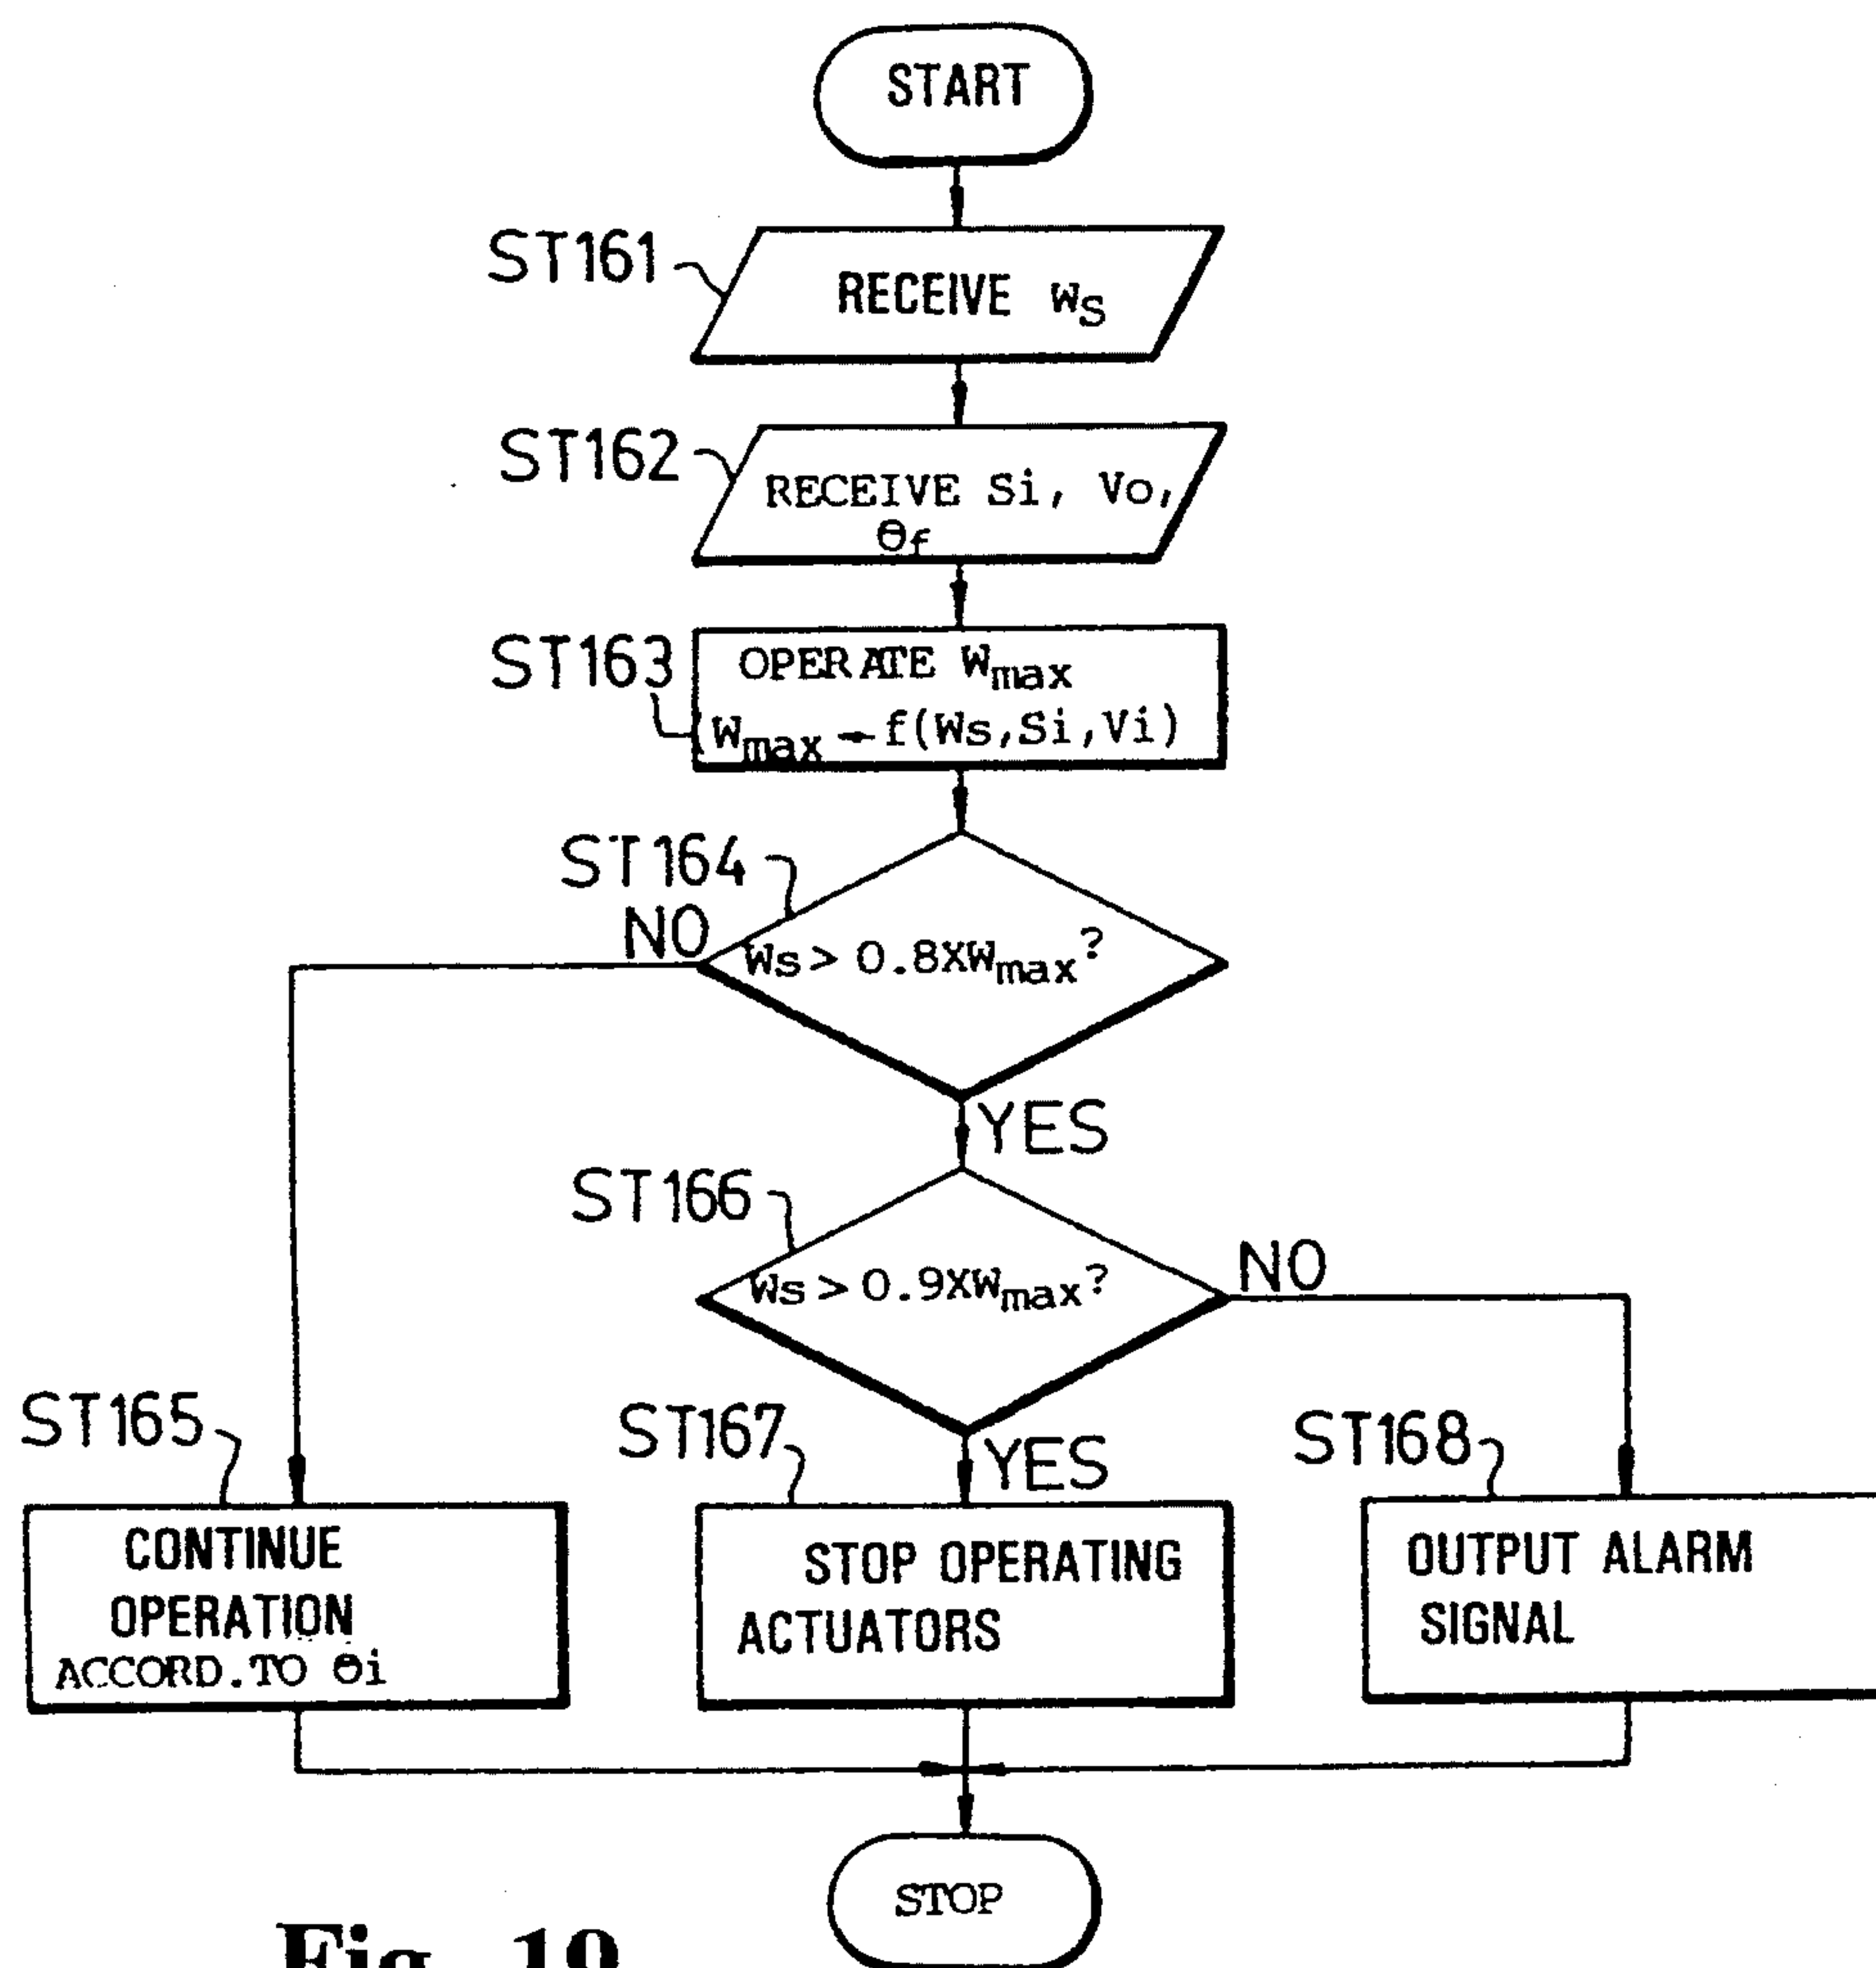 START
ST161
RECEIVE WS
ST162
RECEIVE Si, Vo,
θf
ST163
OPERATE Wmax
(Wmax ← f(Ws,Si,Vi)
ST164
NO
Ws > 0.8XWmax?
YES
ST166
Ws > 0.9XWmax?
NO
YES
ST165
CONTINUE
OPERATION
ACCORD.TO θi
ST167
STOP OPERATING
ACTUATORS
ST168
OUTPUT ALARM
SIGNAL
STOP
Fig. 19